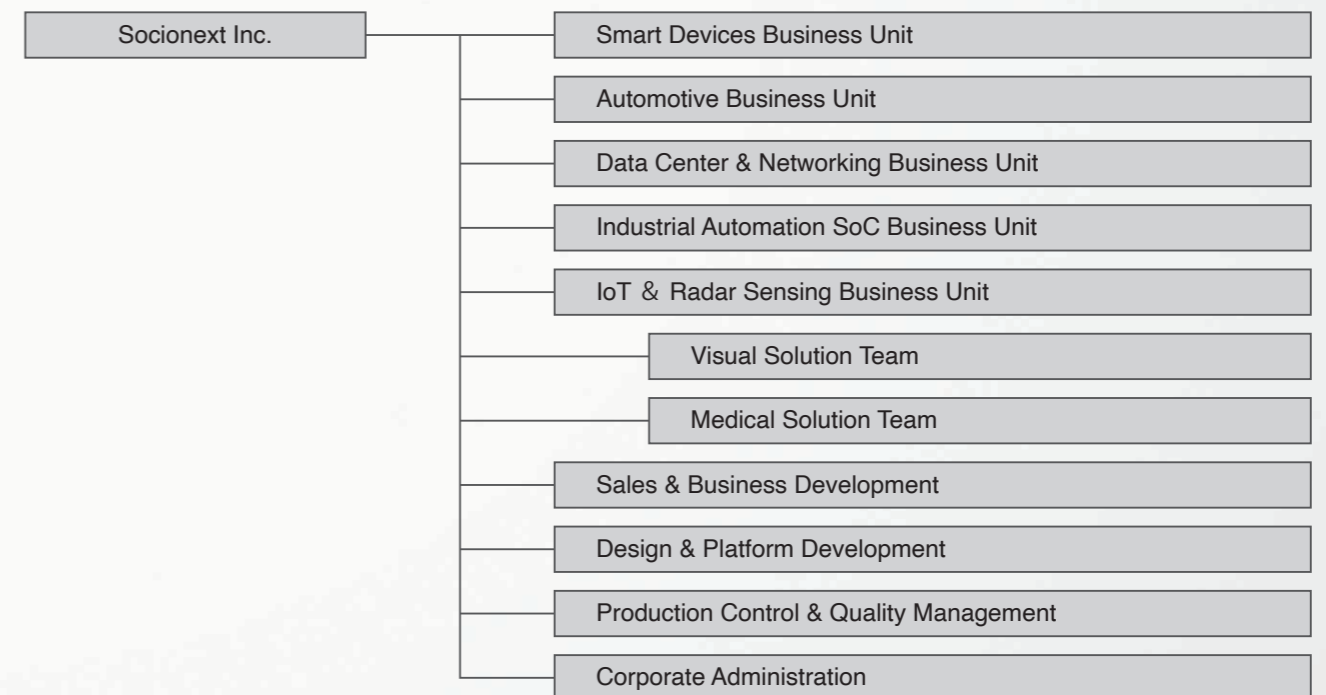 Socionext Inc.
Smart Devices Business Unit
Automotive Business Unit
Data Center & Networking Business Unit
Industrial Automation SoC Business Unit
IoT & Radar Sensing Business Unit
Visual Solution Team
Medical Solution Team
Sales & Business Development
Design & Platform Development
Production Control & Quality Management
Corporate Administration